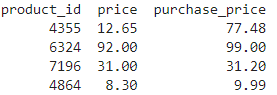 product_id price purchase_price
4355 12.65 77.48
6324 92.00 99.00
7196 31.00 31.20
4864 8.30 9.99